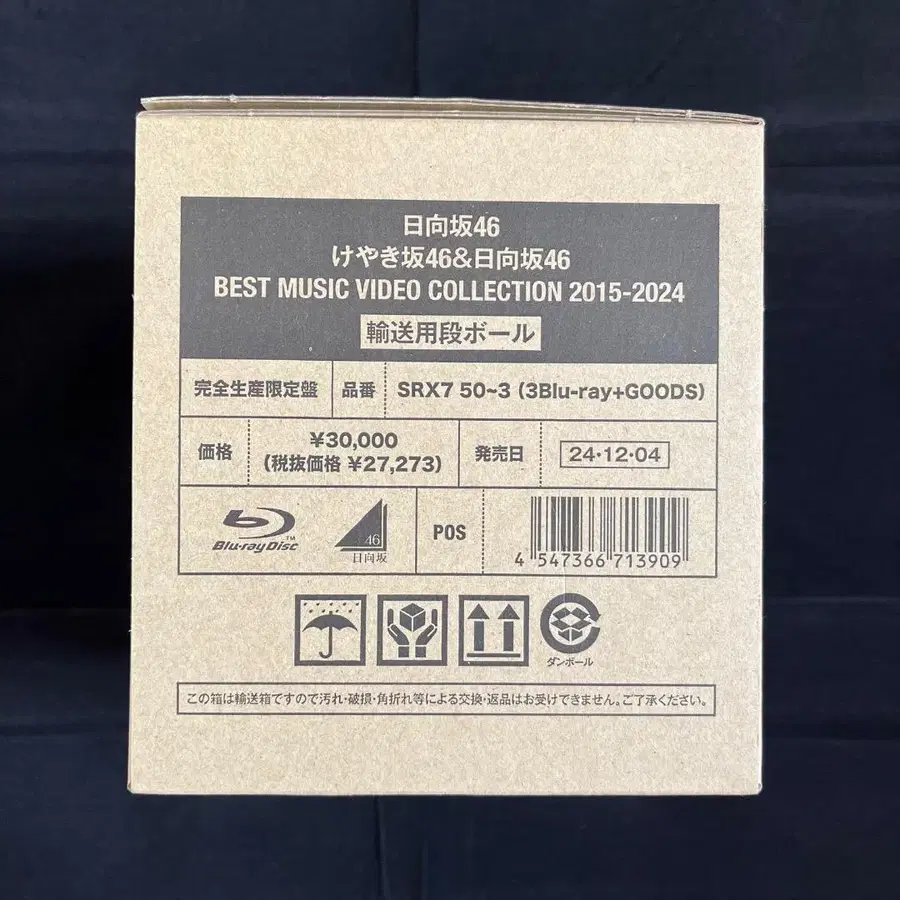 日向坂46
けやき坂46&日向坂46
BEST MUSIC VIDEO COLLECTION 2015-2024
輸送用段ボール
完全生産限定盤 品番 SRX7 50~3 (3Blu-ray+GOODS)
価格 ¥30,000 発売日 24・12・04
(税抜価格 ¥27,273)
Blu-ray Disc TM 46 日向坂 POS 4 547366 713909
ダンボール
この箱は輸送箱ですので汚れ・破損・角折れ等による交換・返品はお受けできません。ご了承ください。